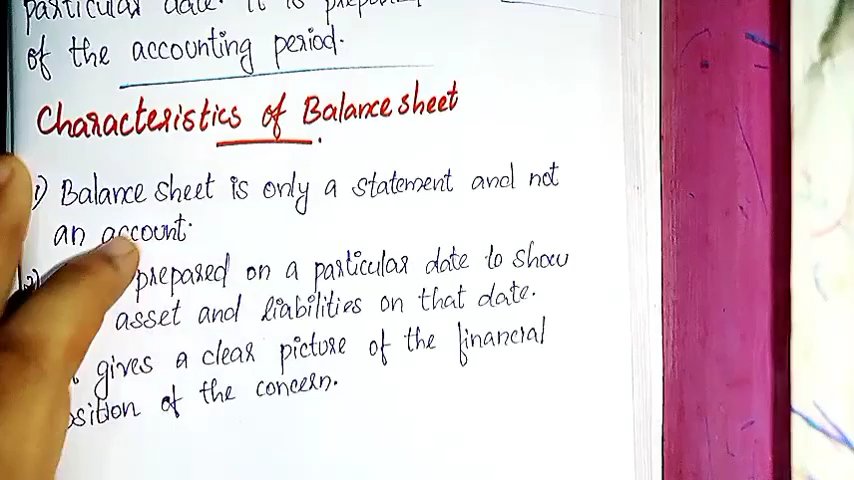 particular date. It is
of the accounting period.
Characteristics of Balance sheet
1) Balance sheet is only a statement and not
an account.
prepared on a particular date to show
asset and liabilities on that date.
gives a clear picture of the financial
of the concern.